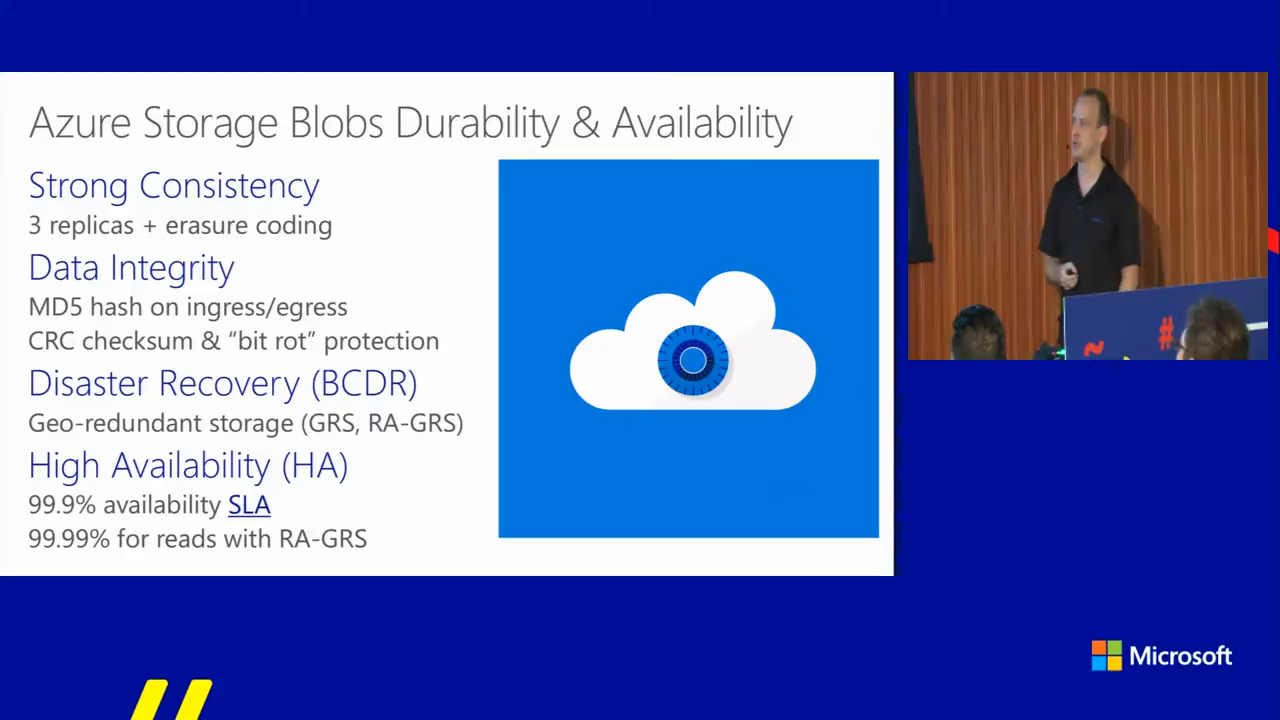 Azure Storage Blobs Durability & Availability
Strong Consistency
3 replicas + erasure coding
Data Integrity
MD5 hash on ingress/egress
CRC checksum & “bit rot” protection
Disaster Recovery (BCDR)
Geo-redundant storage (GRS, RA-GRS)
High Availability (HA)
99.9% availability SLA
99.99% for reads with RA-GRS
~ #
Microsoft
//